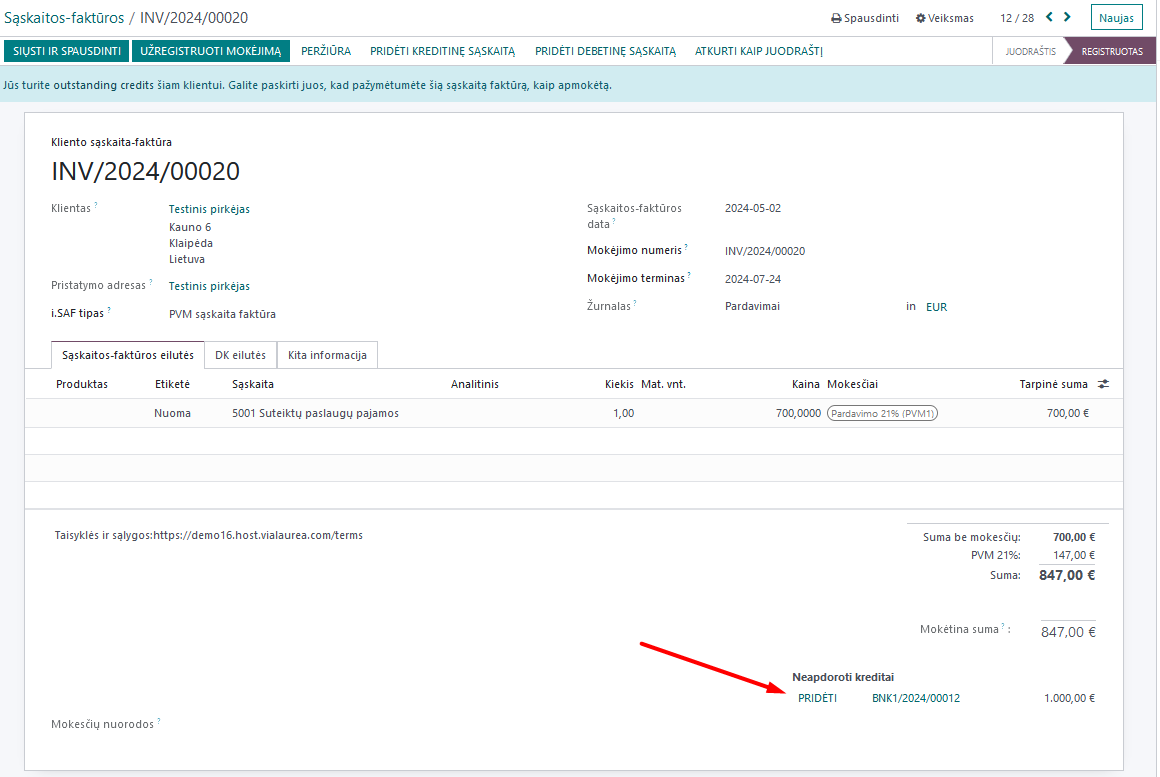 Sąskaitos-faktūros / INV/2024/00020
Spausdinti Veiksmas 12 / 28 Naujas
SIŲSTI IR SPAUSDINTI UŽREGISTRUOTI MOKĖJIMĄ PERŽIŪRA PRIDĖTI KREDITINĘ SĄSKAITĄ PRIDĖTI DEBETINĘ SĄSKAITĄ ATKURTI KAIP JUODRAŠTĮ JUODRAŠTIS REGISTRUOTAS
Jūs turite outstanding credits šiam klientui. Galite paskirti juos, kad pažymėtumėte šią sąskaitą faktūrą, kaip apmokėtą.
Kliento sąskaita-faktūra
INV/2024/00020
Klientas ? Testinis pirkėjas
Kauno 6
Klaipėda
Lietuva
Pristatymo adresas ? Testinis pirkėjas
i.SAF tipas ? PVM sąskaita faktūra
Sąskaitos-faktūros data ? 2024-05-02
Mokėjimo numeris ? INV/2024/00020
Mokėjimo terminas ? 2024-07-24
Žurnalas ? Pardavimai in EUR
Sąskaitos-faktūros eilutės DK eilutės Kita informacija
Produktas Etiketė Sąskaita Analitinis Kiekis Mat. vnt. Kaina Mokesčiai Tarpinė suma
Nuoma 5001 Suteiktų paslaugų pajamos 1,00 700,0000 Pardavimo 21% (PVM1) 700,00 €
Taisyklės ir sąlygos:https://demo16.host.vialaurea.com/terms
Suma be mokesčių: 700,00 €
PVM 21%: 147,00 €
Suma: 847,00 €
Mokėtina suma ? : 847,00 €
Neapdoroti kreditai
PRIDĖTI BNK1/2024/00012 1.000,00 €
Mokesčių nuorodos ?